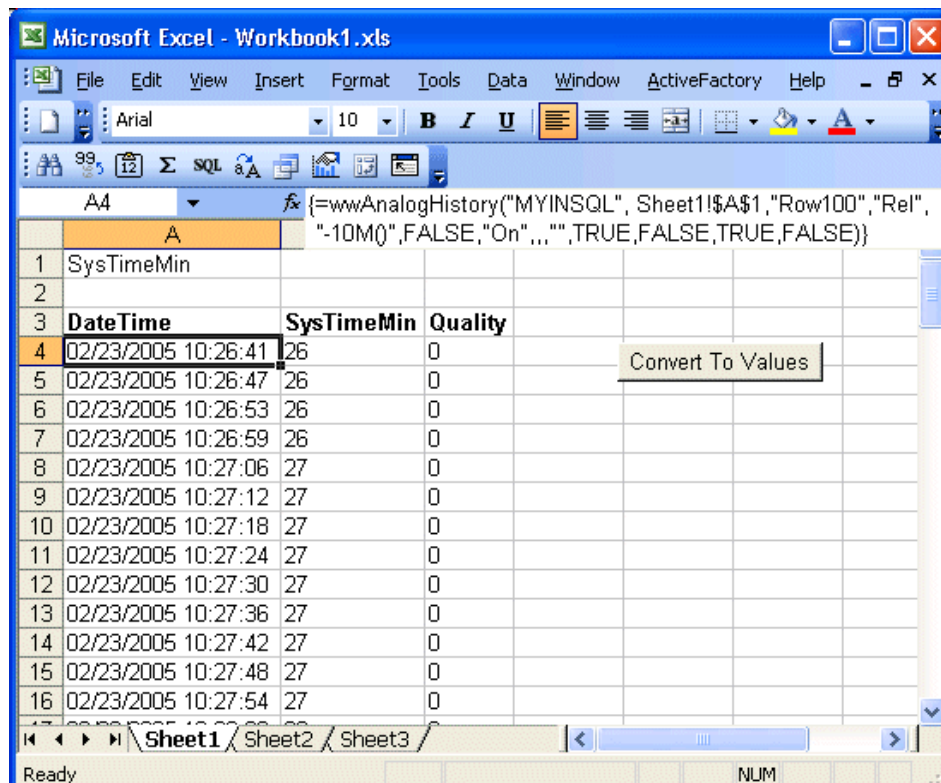 Microsoft Excel - Workbook1.xls
File Edit View Insert Format Tools Data Window ActiveFactory Help
Arial 10 B I U A
99 5 12 Σ SQL
A4 fx {=wwAnalogHistory("MYINSQL", Sheet1!$A$1,"Row100","Rel",
"-10M()",FALSE,"On",,,"",TRUE,FALSE,TRUE,FALSE)}
A
1 SysTimeMin
2
3 DateTime SysTimeMin Quality
4 02/23/2005 10:26:41 26 0
Convert To Values
5 02/23/2005 10:26:47 26 0
6 02/23/2005 10:26:53 26 0
7 02/23/2005 10:26:59 26 0
8 02/23/2005 10:27:06 27 0
9 02/23/2005 10:27:12 27 0
10 02/23/2005 10:27:18 27 0
11 02/23/2005 10:27:24 27 0
12 02/23/2005 10:27:30 27 0
13 02/23/2005 10:27:36 27 0
14 02/23/2005 10:27:42 27 0
15 02/23/2005 10:27:48 27 0
16 02/23/2005 10:27:54 27 0
Sheet1 Sheet2 Sheet3
Ready NUM